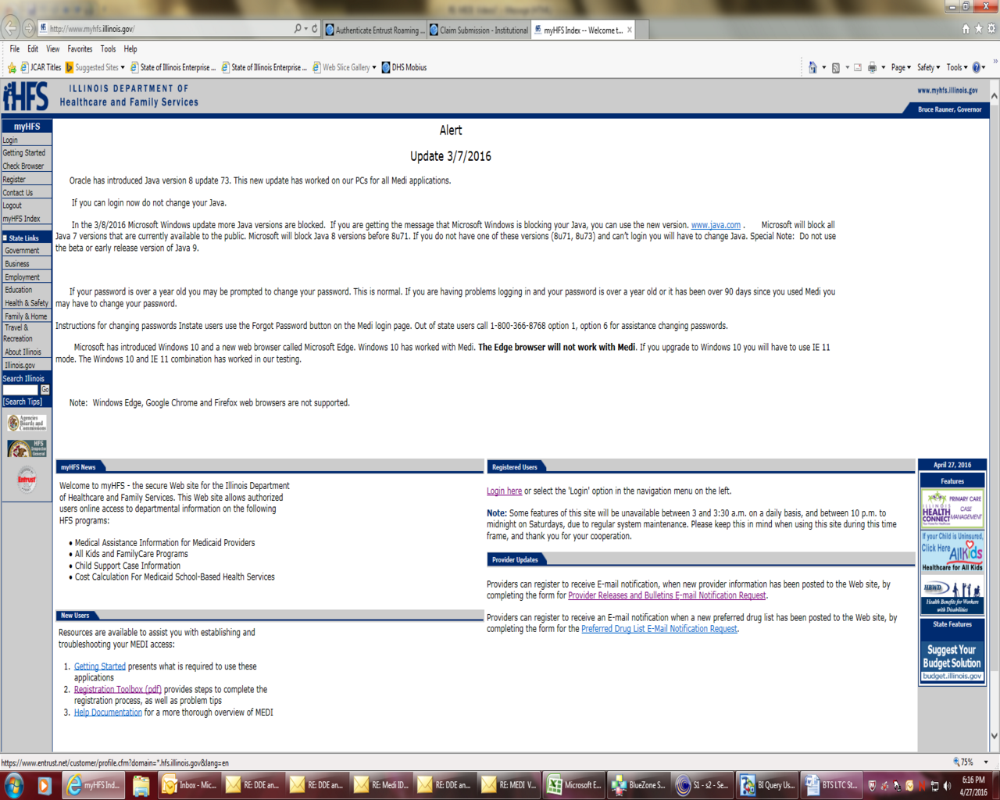 http://www.myhfs.illinois.gov/
Authenticate Entrust Roaming ...
Claim Submission - Institutional
myHFS Index -- Welcome t...
File Edit View Favorites Tools Help
JCAR Titles
Suggested Sites
State of Illinois Enterprise ...
State of Illinois Enterprise ...
Web Slice Gallery
DHS Mobius
Page Safety Tools
HFS
ILLINOIS DEPARTMENT OF
Healthcare and Family Services
www.myhfs.illinois.gov
Bruce Rauner, Governor
myHFS
Login
Getting Started
Check Browser
Register
Contact Us
Logout
myHFS Index
State Links
Government
Business
Employment
Education
Health & Safety
Family & Home
Travel &
Recreation
About Illinois
Illinois.gov
Search Illinois
Go
[Search Tips]
Agencies
Boards and
Commissions
HFS
Inspector
General
Entrust
Alert
Update 3/7/2016
Oracle has introduced Java version 8 update 73. This new update has worked on our PCs for all Medi applications.
If you can login now do not change your Java.
In the 3/8/2016 Microsoft Windows update more Java versions are blocked. If you are getting the message that Microsoft Windows is blocking your Java, you can use the new version. www.java.com . Microsoft will block all
Java 7 versions that are currently available to the public. Microsoft will block Java 8 versions before 8u71. If you do not have one of these versions (8u71, 8u73) and can't login you will have to change Java. Special Note: Do not use
the beta or early release version of Java 9.
If your password is over a year old you may be prompted to change your password. This is normal. If you are having problems logging in and your password is over a year old or it has been over 90 days since you used Medi you
may have to change your password.
Instructions for changing passwords Instate users use the Forgot Password button on the Medi login page. Out of state users call 1-800-366-8768 option 1, option 6 for assistance changing passwords.
Microsoft has introduced Windows 10 and a new web browser called Microsoft Edge. Windows 10 has worked with Medi. The Edge browser will not work with Medi. If you upgrade to Windows 10 you will have to use IE 11
mode. The Windows 10 and IE 11 combination has worked in our testing.
Note: Windows Edge, Google Chrome and Firefox web browsers are not supported.
myHFS News
Welcome to myHFS - the secure Web site for the Illinois Department
of Healthcare and Family Services. This Web site allows authorized
users online access to departmental information on the following
HFS programs:
• Medical Assistance Information for Medicaid Providers
• All Kids and FamilyCare Programs
• Child Support Case Information
• Cost Calculation For Medicaid School-Based Health Services
New Users
Resources are available to assist you with establishing and
troubleshooting your MEDI access:
1. Getting Started presents what is required to use these
applications
2. Registration Toolbox (pdf) provides steps to complete the
registration process, as well as problem tips
3. Help Documentation for a more thorough overview of MEDI
Registered Users
Login here or select the 'Login' option in the navigation menu on the left.
Note: Some features of this site will be unavailable between 3 and 3:30 a.m. on a daily basis, and between 10 p.m. to
midnight on Saturdays, due to regular system maintenance. Please keep this in mind when using this site during this time
frame, and thank you for your cooperation.
Provider Updates
Providers can register to receive E-mail notification, when new provider information has been posted to the Web site, by
completing the form for Provider Releases and Bulletins E-mail Notification Request.
Providers can register to receive an E-mail notification when a new preferred drug list has been posted to the Web site, by
completing the form for the Preferred Drug List E-Mail Notification Request.
April 27, 2016
Features
ILLINOIS
HEALTH
CONNECT
PRIMARY CARE
CASE
MANAGEMENT
If your Child is Uninsured,
Click Here AllKids
Healthcare for All Kids
HBWD
Health Benefits for Workers
with Disabilities
State Features
Suggest Your
Budget Solution
budget.illinois.gov
https://www.entrust.net/customer/profile.cfm?domain=*.hfs.illinois.gov&lang=en
75%
myHFS Ind...
Inbox - Mic...
RE: DDE an...
RE: DDE an...
RE: Medi ID...
RE: DDE an...
RE: MEDI V...
Microsoft E...
BlueZone S...
S1 - s2 - Se...
BI Query Us...
BTS LTC St...
6:16 PM
4/27/2016